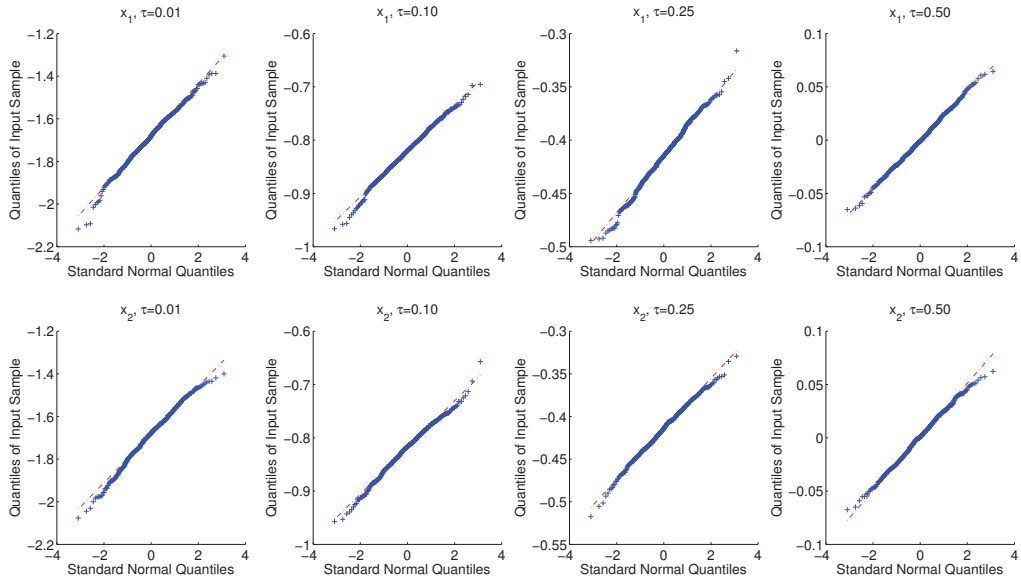 x1, τ=0.01
x1, τ=0.10
x1, τ=0.25
x1, τ=0.50
Quantiles of Input Sample
−1.2
−1.4
−1.6
−1.8
−2
−2.2
−4 −2 0 2 4
Standard Normal Quantiles
Quantiles of Input Sample
−0.6
−0.7
−0.8
−0.9
−1
−4 −2 0 2 4
Standard Normal Quantiles
Quantiles of Input Sample
−0.3
−0.35
−0.4
−0.45
−0.5
−4 −2 0 2 4
Standard Normal Quantiles
Quantiles of Input Sample
0.1
0.05
0
−0.05
−0.1
−4 −2 0 2 4
Standard Normal Quantiles
x2, τ=0.01
x2, τ=0.10
x2, τ=0.25
x2, τ=0.50
Quantiles of Input Sample
−1.2
−1.4
−1.6
−1.8
−2
−2.2
−4 −2 0 2 4
Standard Normal Quantiles
Quantiles of Input Sample
−0.6
−0.7
−0.8
−0.9
−1
−4 −2 0 2 4
Standard Normal Quantiles
Quantiles of Input Sample
−0.3
−0.35
−0.4
−0.45
−0.5
−0.55
−4 −2 0 2 4
Standard Normal Quantiles
Quantiles of Input Sample
0.1
0.05
0
−0.05
−0.1
−4 −2 0 2 4
Standard Normal Quantiles